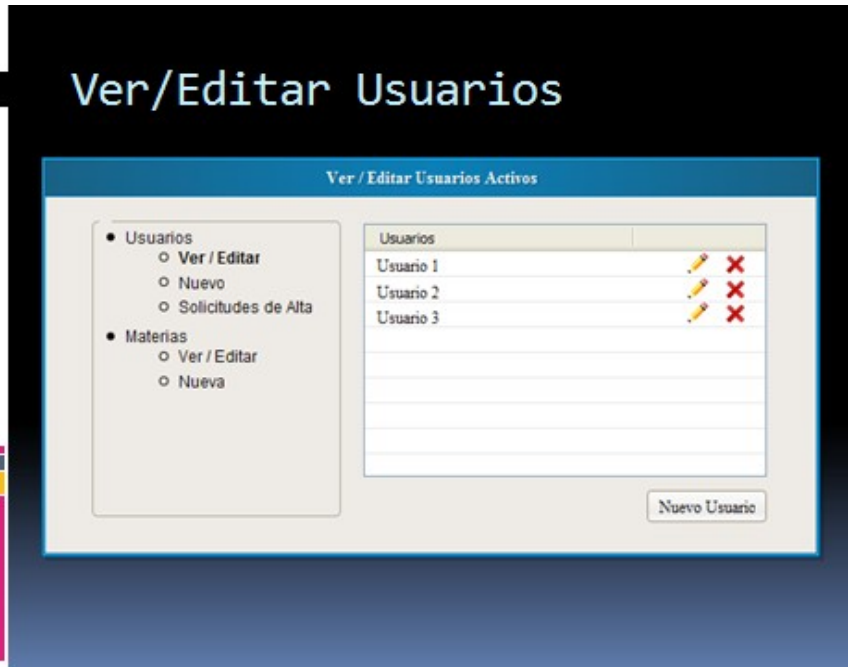 Ver/Editar Usuarios
Ver / Editar Usuarios Activos
Usuarios
Ver / Editar
Nuevo
Solicitudes de Alta
Materias
Ver / Editar
Nueva
Usuarios
Usuario 1
Usuario 2
Usuario 3
Nuevo Usuario